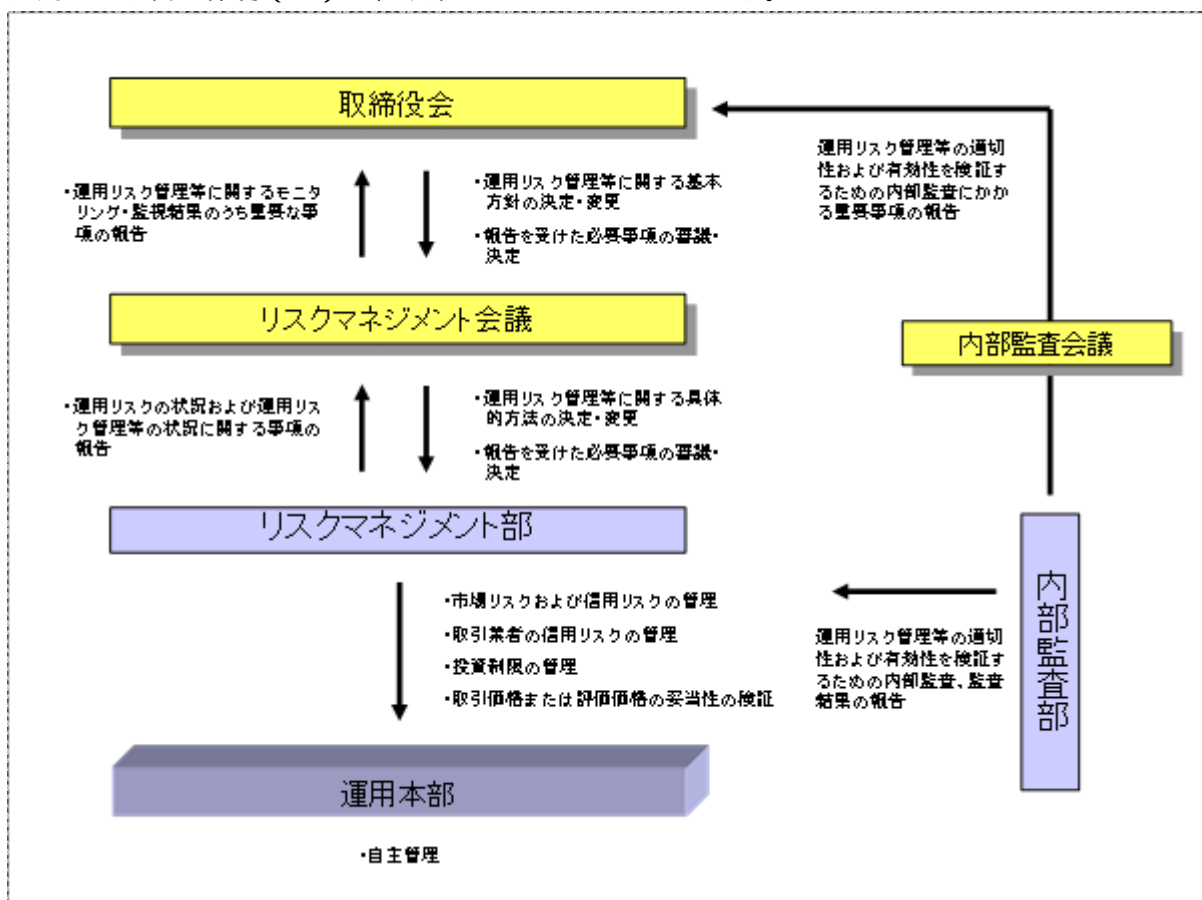 取締役会
・運用リスク管理等に関するモニタ
リング・監視結果のうち重要な事
項の報告
・運用リスク管理等に関する基本
方針の決定・変更
・報告を受けた必要事項の審議・
決定
運用リスク管理等の適切
性および有効性を検証す
るための内部監査にかか
る重要事項の報告
リスクマネジメント会議
内部監査会議
・運用リスクの状況および運用リス
ク管理等の状況に関する事項の
報告
・運用リスク管理等に関する具体
的方法の決定・変更
・報告を受けた必要事項の審議・
決定
リスクマネジメント部
内部監査部
・市場リスクおよび信用リスクの管理
・取引業者の信用リスクの管理
・投資制限の管理
・取引価格または評価価格の妥当性の検証
運用リスク管理等の適切
性および有効性を検証す
るための内部監査、監査
結果の報告
運用本部
・自主管理